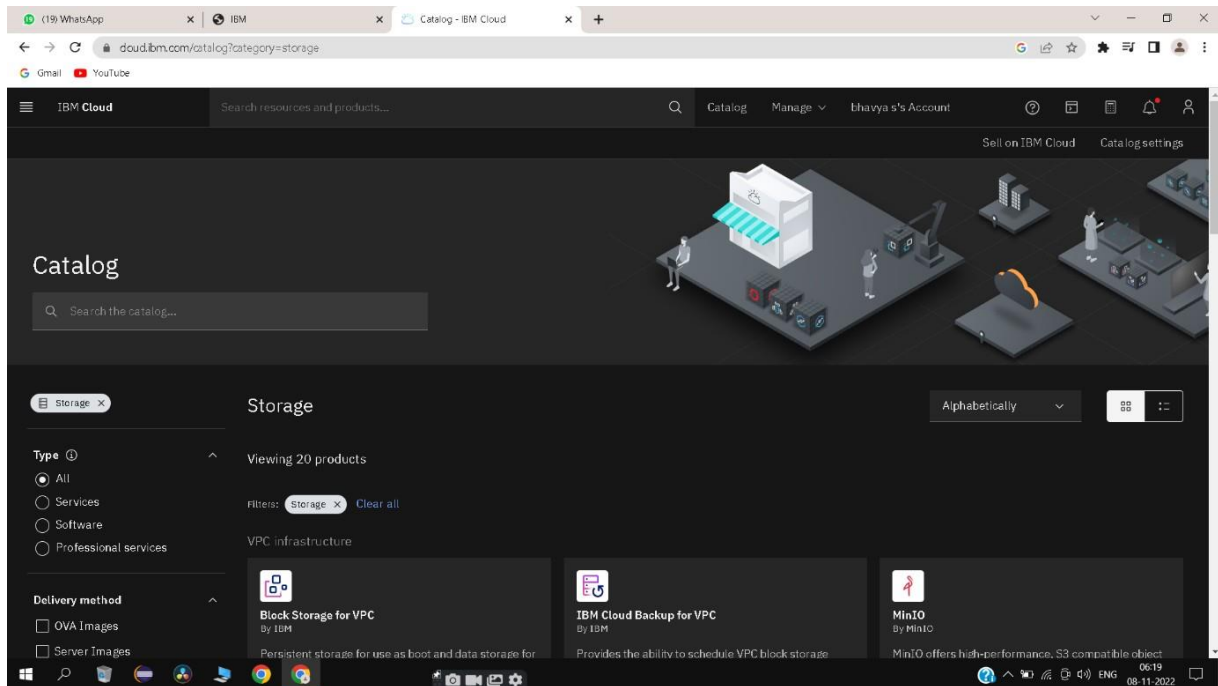 (19) WhatsApp
IBM
Catalog - IBM Cloud
cloud.ibm.com/catalog?category=storage
Gmail YouTube
IBM Cloud
Search resources and products...
Catalog Manage bhavya s's Account
Sell on IBM Cloud Catalog settings
Catalog
Search the catalog...
Storage
Type
All
Services
Software
Professional services
Delivery method
OVA Images
Server Images
Storage
Alphabetically
Viewing 20 products
Filters: Storage Clear all
VPC infrastructure
Block Storage for VPC
By IBM
Persistent storage for use as boot and data storage for
IBM Cloud Backup for VPC
By IBM
Provides the ability to schedule VPC block storage
MinIO
By MinIO
MinIO offers high-performance, S3 compatible object
ENG
06:19
08-11-2022